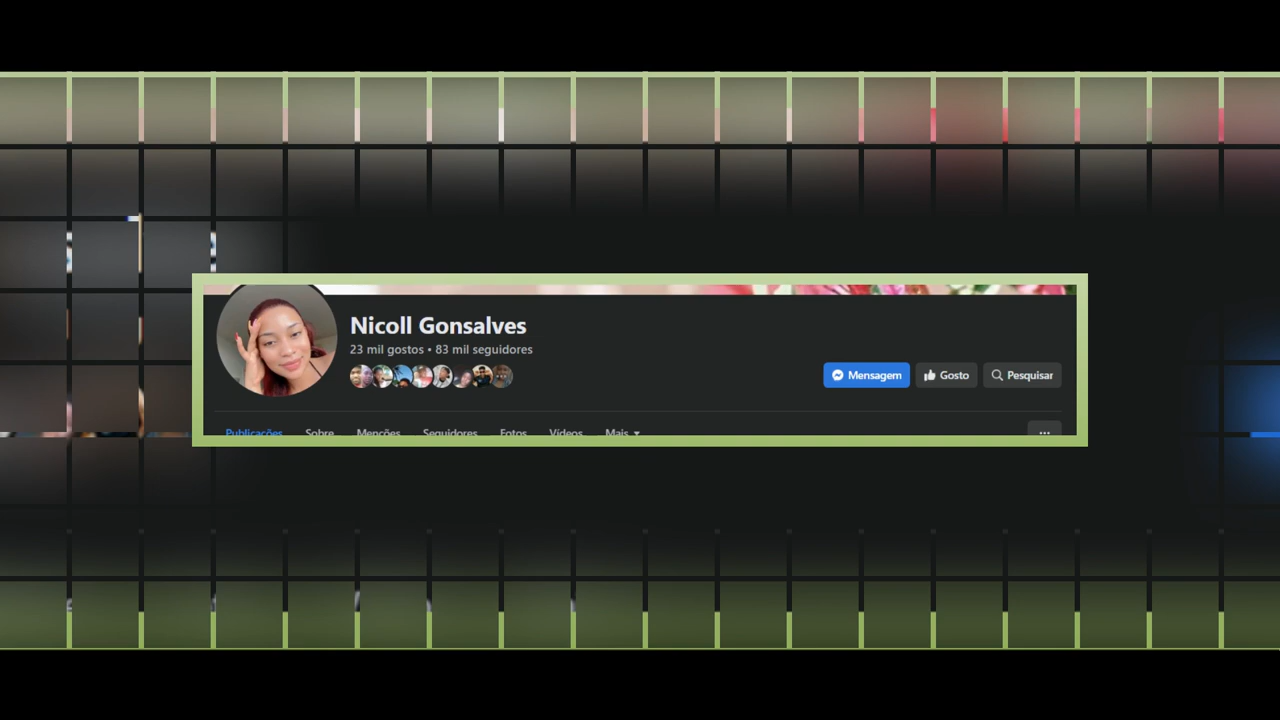 Nicoll Gonsalves
23 mil gostos • 83 mil seguidores
Mensagem Gosto Pesquisar
Publicações Sobre Menções Seguidores Fotos Vídeos Mais